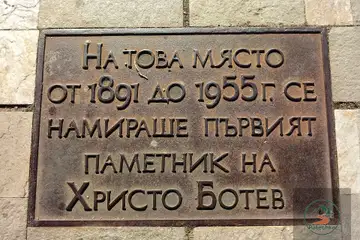 На това място
от 1891 до 1955 г. се
намираше първият
паметник на
Христо Ботев